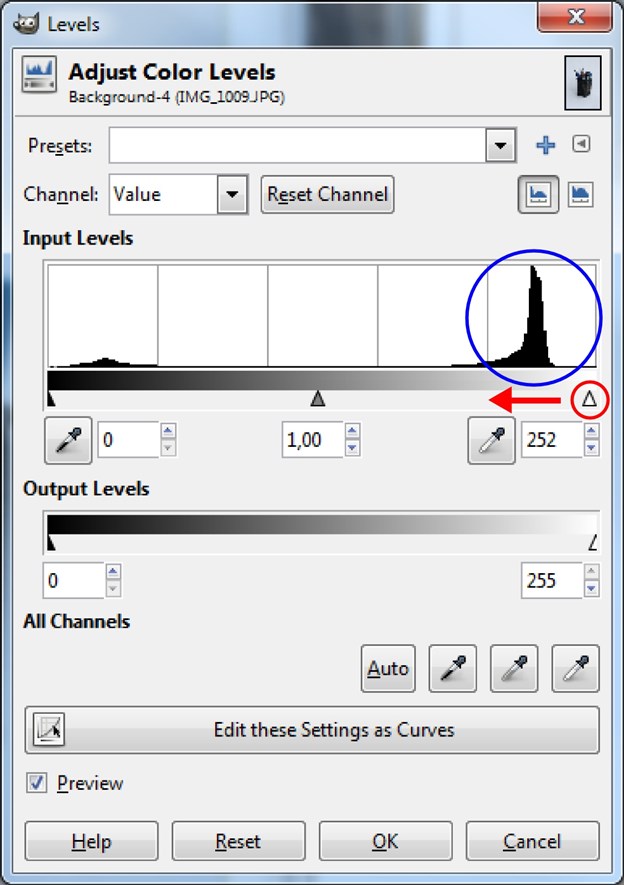 Levels
Adjust Color Levels
Background-4 (IMG_1009.JPG)
Presets:
Channel: Value Reset Channel
Input Levels
0 1,00 252
Output Levels
0 255
All Channels
Auto
Edit these Settings as Curves
Preview
Help Reset OK Cancel